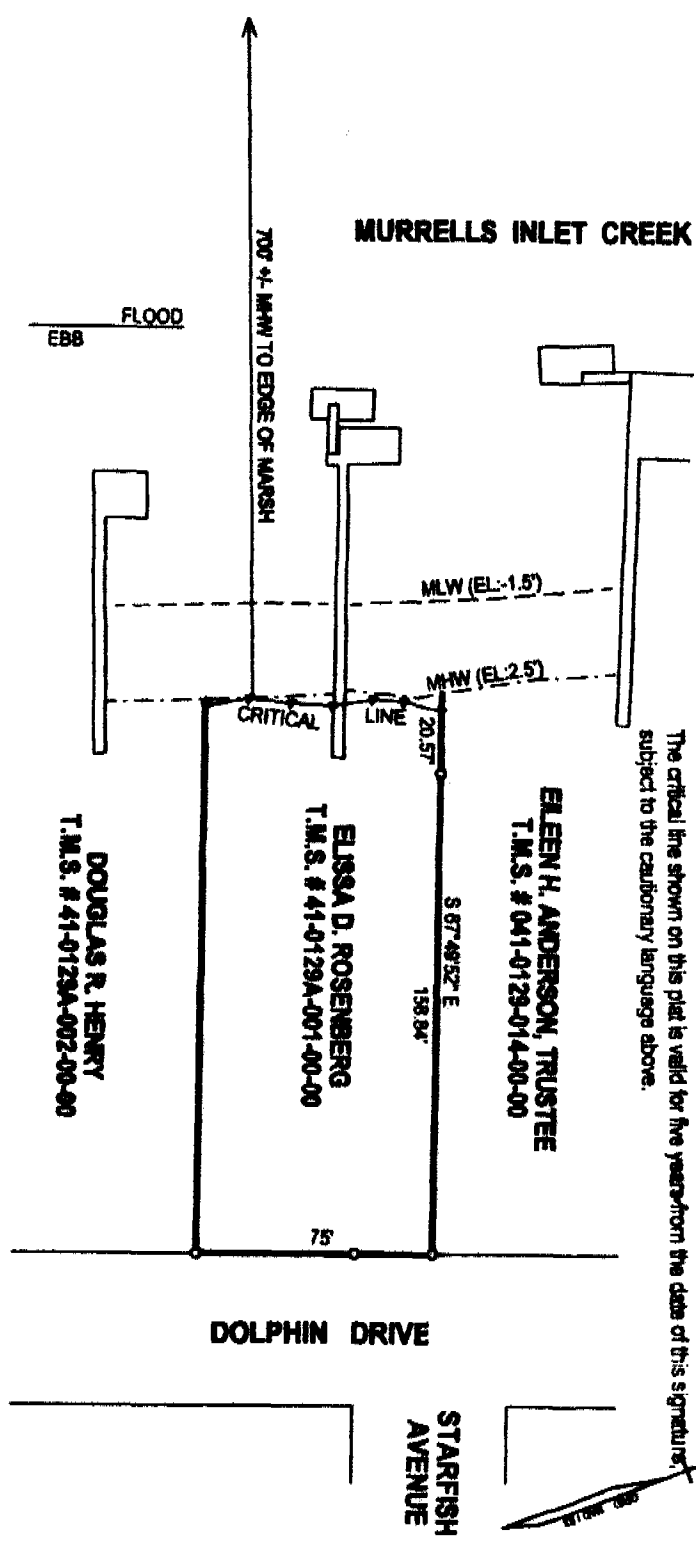 MURRELLS INLET CREEK
700' +/- MHW TO EDGE OF MARSH
FLOOD
EBB
MLW (EL:-1.5')
MHW (EL:2.5')
CRITICAL LINE
20.57'
The critical line shown on this plat is valid for five years from the date of this signature,
subject to the cautionary language above.
EILEEN H. ANDERSON, TRUSTEE
T.M.S. # 041-0129-014-00-00
S 67°49'52" E
158.84'
ELISSA D. ROSENBERG
T.M.S. # 41-0129A-001-00-00
DOUGLAS R. HENRY
T.M.S. # 41-0129A-002-00-00
75'
DOLPHIN DRIVE
STARFISH
AVENUE